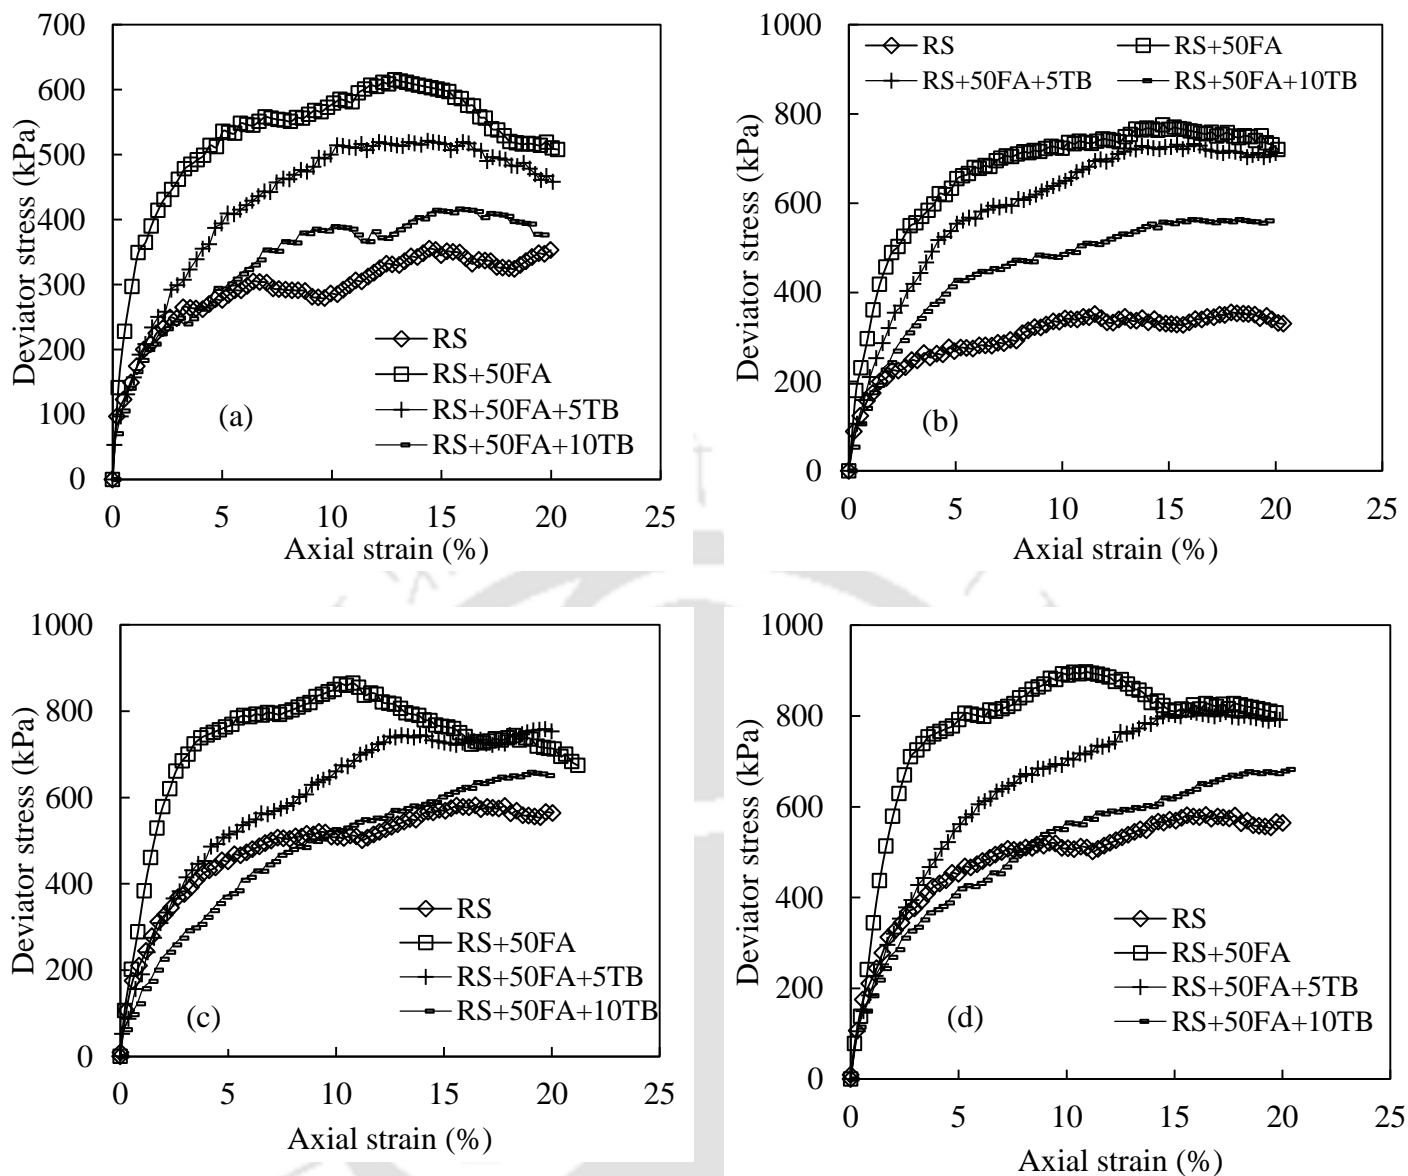 700
600
500
400
300
200
100
0
Deviator stress (kPa)
0 5 10 15 20 25
Axial strain (%)
RS
RS+50FA
RS+50FA+5TB
RS+50FA+10TB
(a)
1000
800
600
400
200
0
Deviator stress (kPa)
0 5 10 15 20 25
Axial strain (%)
RS RS+50FA
RS+50FA+5TB RS+50FA+10TB
(b)
1000
800
600
400
200
0
Deviator stress (kPa)
0 5 10 15 20 25
Axial strain (%)
RS
RS+50FA
RS+50FA+5TB
RS+50FA+10TB
(c)
1000
800
600
400
200
0
Deviator stress (kPa)
0 5 10 15 20 25
Axial strain (%)
RS
RS+50FA
RS+50FA+5TB
RS+50FA+10TB
(d)